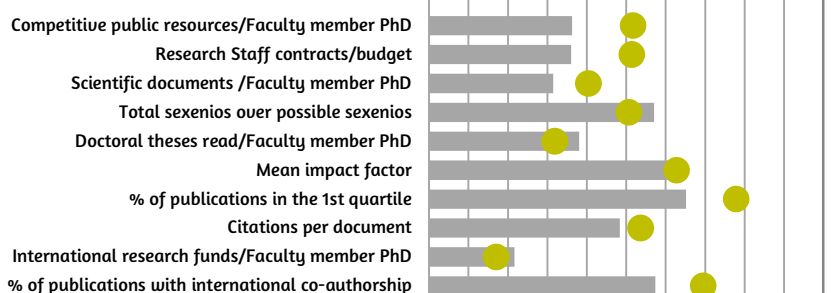 Competitive public resources/Faculty member PhD
Research Staff contracts/budget
Scientific documents /Faculty member PhD
Total sexenios over possible sexenios
Doctoral theses read/Faculty member PhD
Mean impact factor
% of publications in the 1st quartile
Citations per document
International research funds/Faculty member PhD
% of publications with international co-authorship